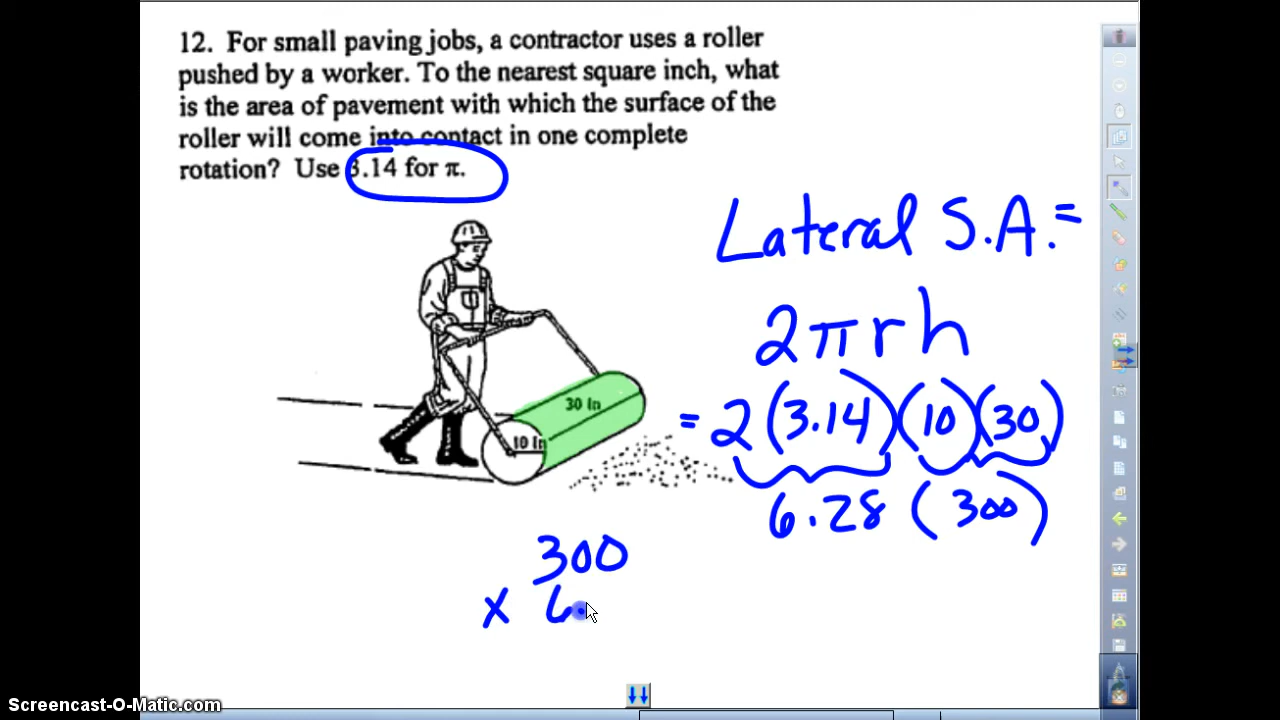 12. For small paving jobs, a contractor uses a roller
pushed by a worker. To the nearest square inch, what
is the area of pavement with which the surface of the
roller will come into contact in one complete
rotation? Use 3.14 for π.
Lateral S.A. =
2πrh
= 2 (3.14)(10)(30)
6.28 (300)
30 In
10 In
300
x 6.
Screencast-O-Matic.com